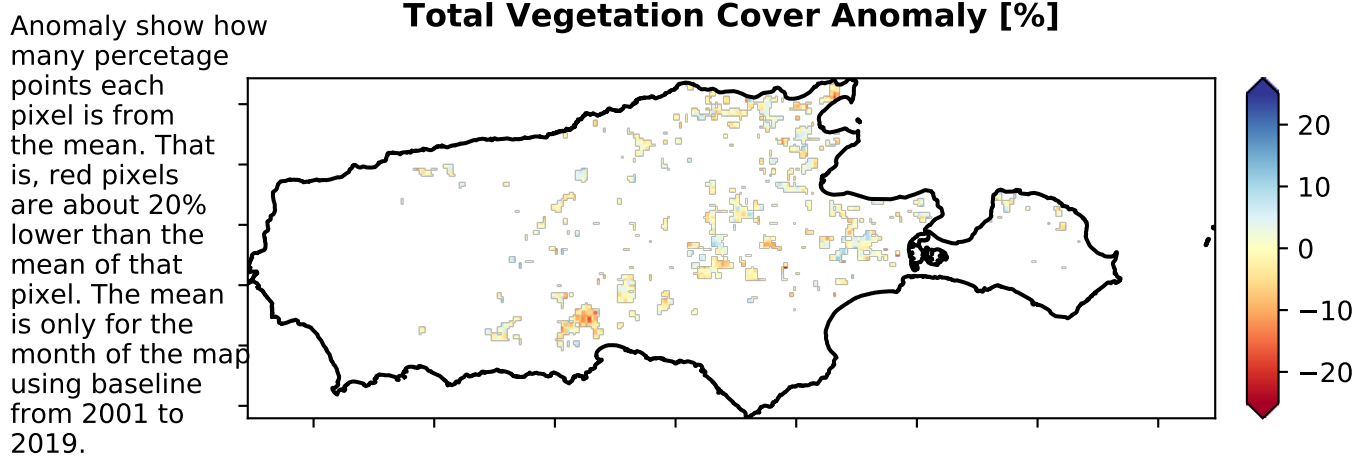 Total Vegetation Cover Anomaly [%]
Anomaly show how
many percetage
points each
pixel is from
the mean. That
is, red pixels
are about 20%
lower than the
mean of that
pixel. The mean
is only for the
month of the map
using baseline
from 2001 to
2019.
20
10
0
−10
−20